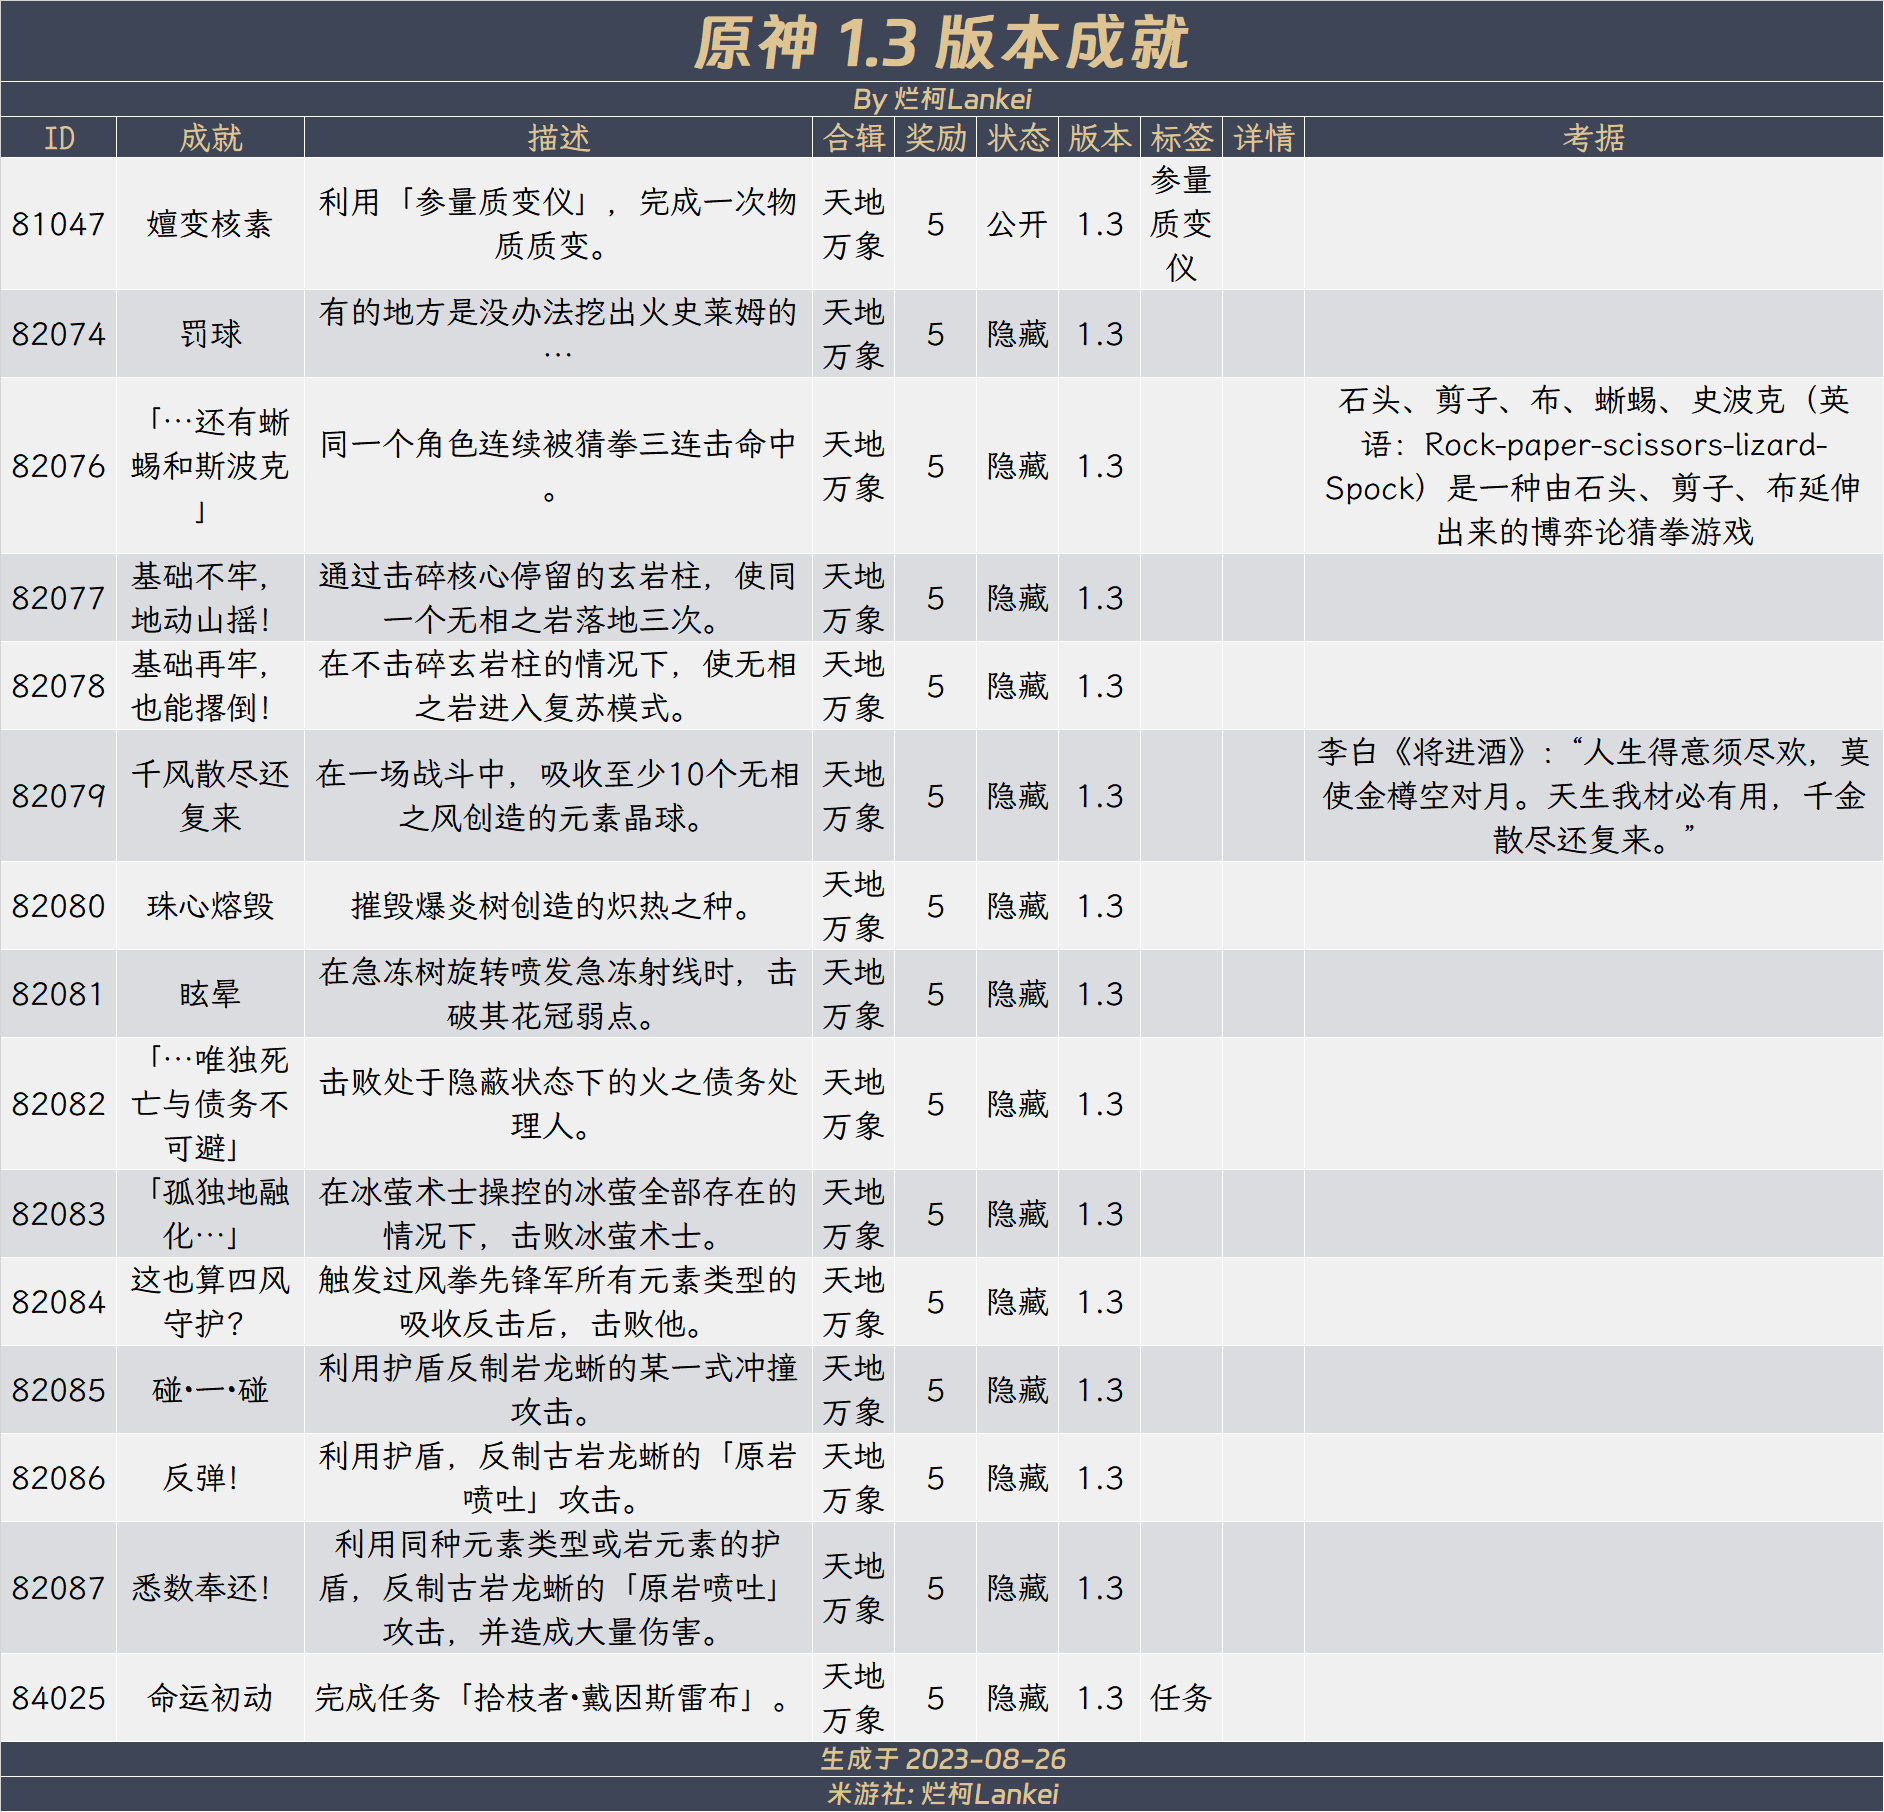 原神 1.3 版本成就
By 烂柯Lankei
ID 成就 描述 合辑 奖励 状态 版本 标签 详情 考据
81047 嬗变核素 利用「参量质变仪」，完成一次物质质变。 天地万象 5 公开 1.3 参量质变仪
82074 罚球 有的地方是没办法挖出火史莱姆的… 天地万象 5 隐藏 1.3
82076 「…还有蜥蜴和斯波克」 同一个角色连续被猜拳三连击命中。 天地万象 5 隐藏 1.3 石头、剪子、布、蜥蜴、史波克（英语：Rock-paper-scissors-lizard-Spock）是一种由石头、剪子、布延伸出来的博弈论猜拳游戏
82077 基础不牢，地动山摇！ 通过击碎核心停留的玄岩柱，使同一个无相之岩落地三次。 天地万象 5 隐藏 1.3
82078 基础再牢，也能撂倒！ 在不击碎玄岩柱的情况下，使无相之岩进入复苏模式。 天地万象 5 隐藏 1.3
82079 千风散尽还复来 在一场战斗中，吸收至少10个无相之风创造的元素晶球。 天地万象 5 隐藏 1.3 李白《将进酒》：“人生得意须尽欢，莫使金樽空对月。天生我材必有用，千金散尽还复来。”
82080 珠心熔毁 摧毁爆炎树创造的炽热之种。 天地万象 5 隐藏 1.3
82081 眩晕 在急冻树旋转喷发急冻射线时，击破其花冠弱点。 天地万象 5 隐藏 1.3
82082 「…唯独死亡与债务不可避」 击败处于隐蔽状态下的火之债务处理人。 天地万象 5 隐藏 1.3
82083 「孤独地融化…」 在冰萤术士操控的冰萤全部存在的情况下，击败冰萤术士。 天地万象 5 隐藏 1.3
82084 这也算四风守护？ 触发过风拳先锋军所有元素类型的吸收反击后，击败他。 天地万象 5 隐藏 1.3
82085 碰•一•碰 利用护盾反制岩龙蜥的某一式冲撞攻击。 天地万象 5 隐藏 1.3
82086 反弹！ 利用护盾，反制古岩龙蜥的「原岩喷吐」攻击。 天地万象 5 隐藏 1.3
82087 悉数奉还！ 利用同种元素类型或岩元素的护盾，反制古岩龙蜥的「原岩喷吐」攻击，并造成大量伤害。 天地万象 5 隐藏 1.3
84025 命运初动 完成任务「拾枝者•戴因斯雷布」。 天地万象 5 隐藏 1.3 任务
生成于 2023-08-26
米游社: 烂柯Lankei